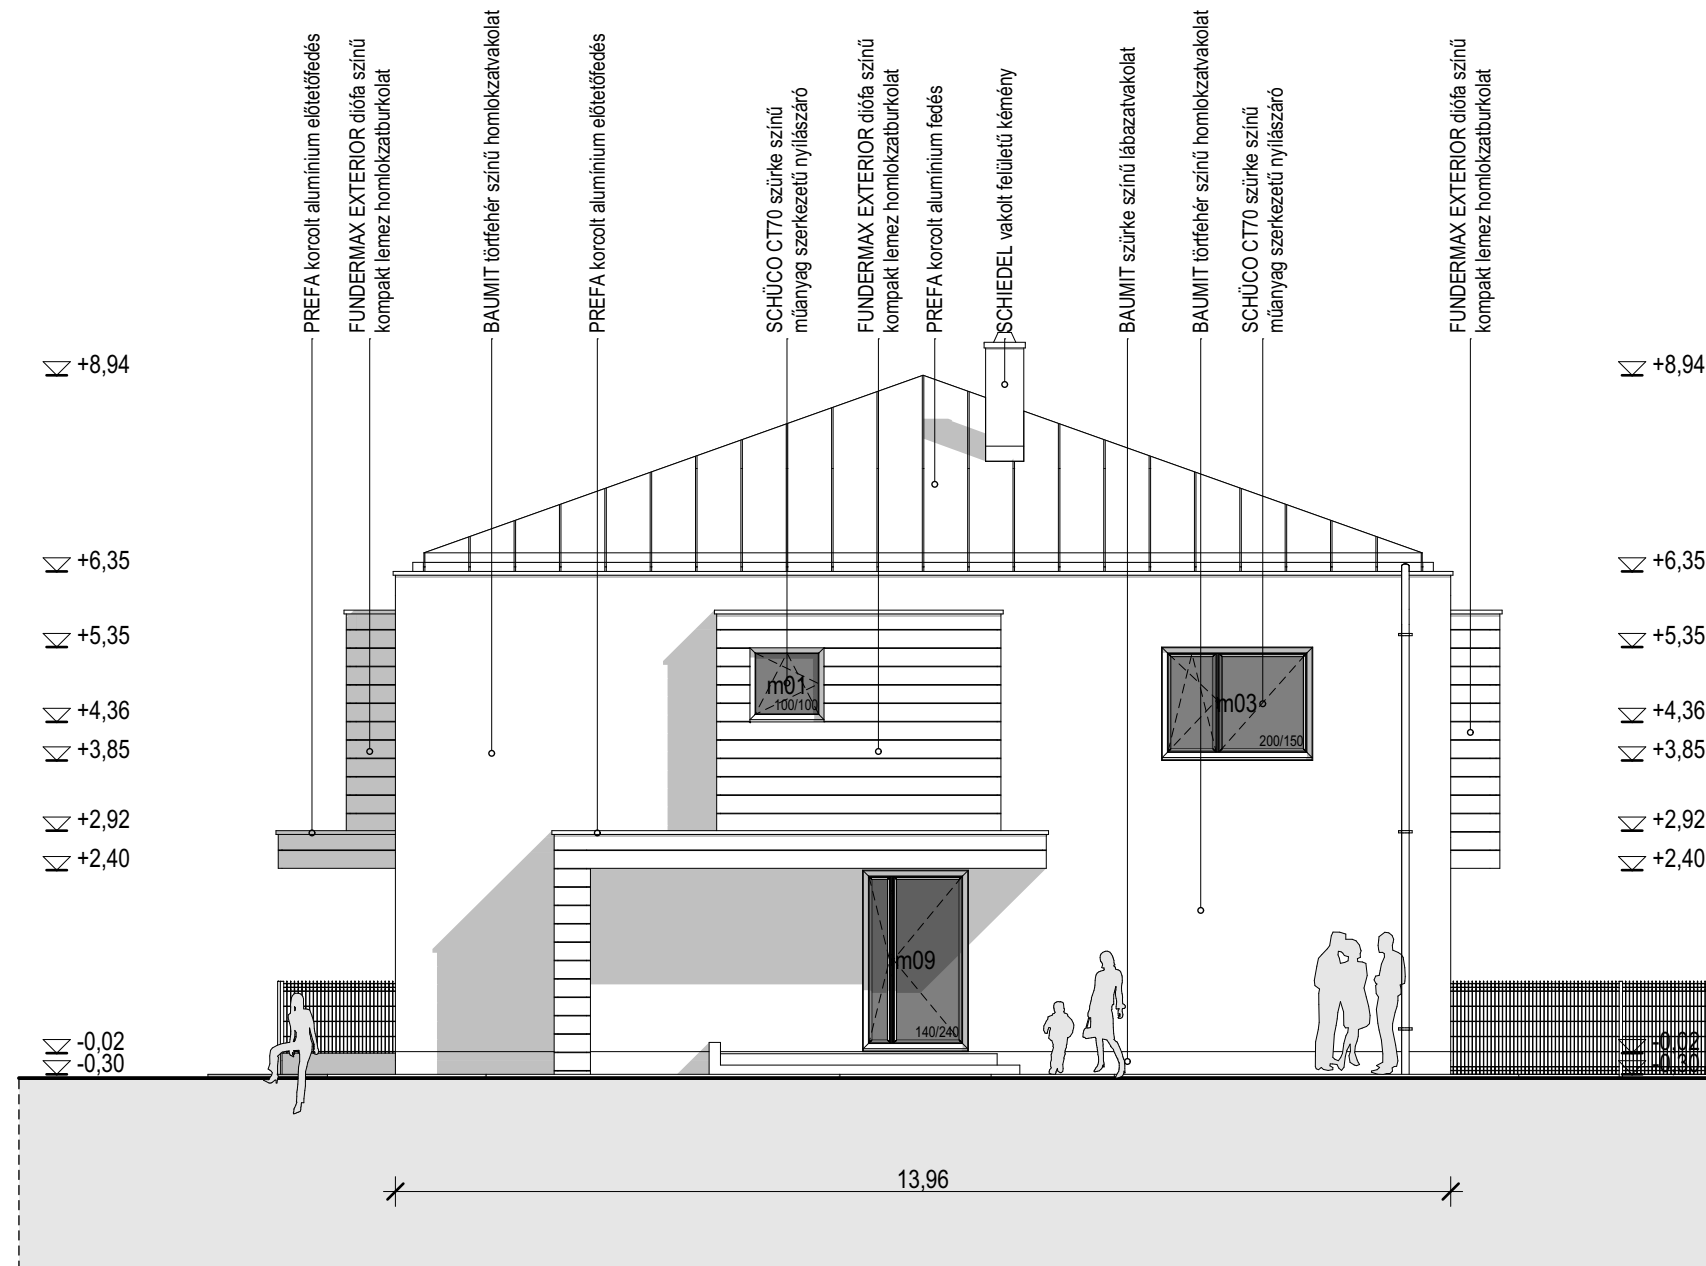 PREFA korcolt alumínium előtetőfedés
FUNDERMAX EXTERIOR diófa színű
kompakt lemez homlokzatburkolat
BAUMIT törtfehér színű homlokzatvakolat
PREFA korcolt alumínium előtetőfedés
SCHÜCO CT70 szürke színű
műanyag szerkezetű nyílászáró
FUNDERMAX EXTERIOR diófa színű
kompakt lemez homlokzatburkolat
PREFA korcolt alumínium fedés
SCHIEDEL vakolt felületű kémény
BAUMIT szürke színű lábazatvakolat
BAUMIT törtfehér színű homlokzatvakolat
SCHÜCO CT70 szürke színű
műanyag szerkezetű nyílászáró
FUNDERMAX EXTERIOR diófa színű
kompakt lemez homlokzatburkolat
+8,94
+8,94
+6,35
+6,35
+5,35
+5,35
m01
100/100
m03
200/150
+4,36
+4,36
+3,85
+3,85
+2,92
+2,92
+2,40
+2,40
m09
140/240
-0,02
-0,02
-0,30
-0,30
13,96